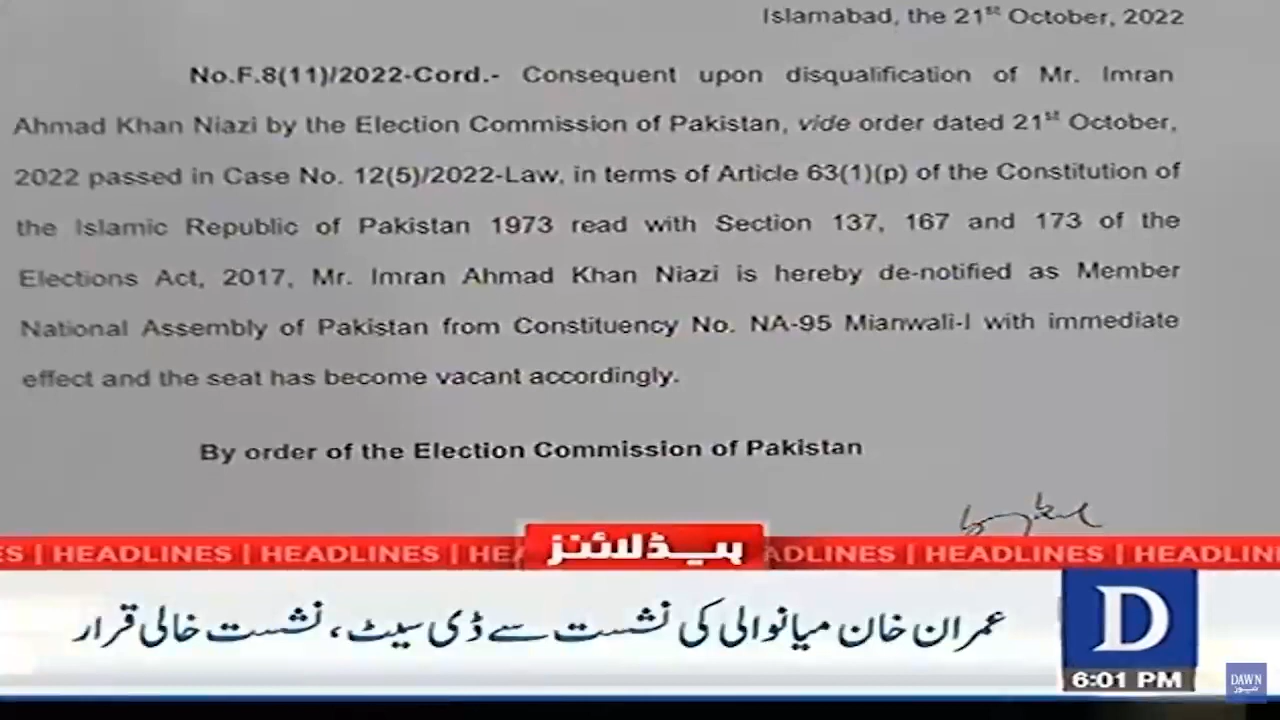 Islamabad, the 21st October, 2022
No.F.8(11)/2022-Cord.- Consequent upon disqualification of Mr. Imran
Ahmad Khan Niazi by the Election Commission of Pakistan, vide order dated 21st October,
2022 passed in Case No. 12(5)/2022-Law, in terms of Article 63(1)(p) of the Constitution of
the Islamic Republic of Pakistan 1973 read with Section 137, 167 and 173 of the
Elections Act, 2017, Mr. Imran Ahmad Khan Niazi is hereby de-notified as Member
National Assembly of Pakistan from Constituency No. NA-95 Mianwali-I with immediate
effect and the seat has become vacant accordingly.
By order of the Election Commission of Pakistan
ES | HEADLINES | HEADLINES | HEA ہیڈلائنز ADLINES | HEADLINES | HEADLIN
عمران خان میانوالی کی نشست سے ڈی سیٹ، نشست خالی قرار
D
6:01 PM
DAWN
نیوز